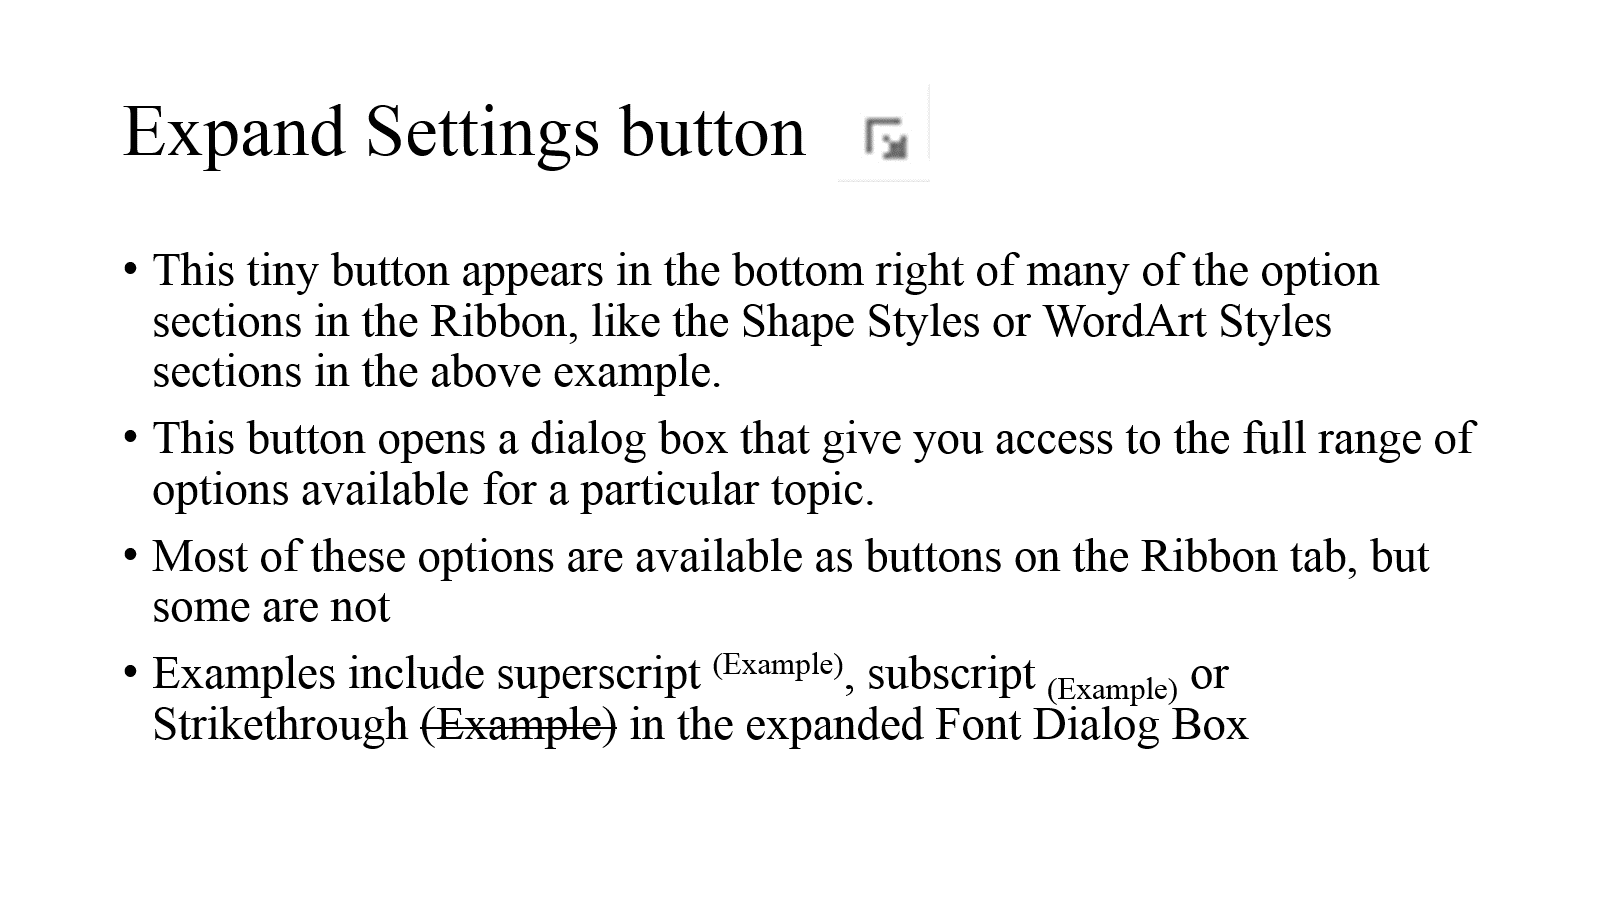 Expand Settings button
• This tiny button appears in the bottom right of many of the option
sections in the Ribbon, like the Shape Styles or WordArt Styles
sections in the above example.
• This button opens a dialog box that give you access to the full range of
options available for a particular topic.
• Most of these options are available as buttons on the Ribbon tab, but
some are not
• Examples include superscript (Example), subscript (Example) or
Strikethrough (Example) in the expanded Font Dialog Box